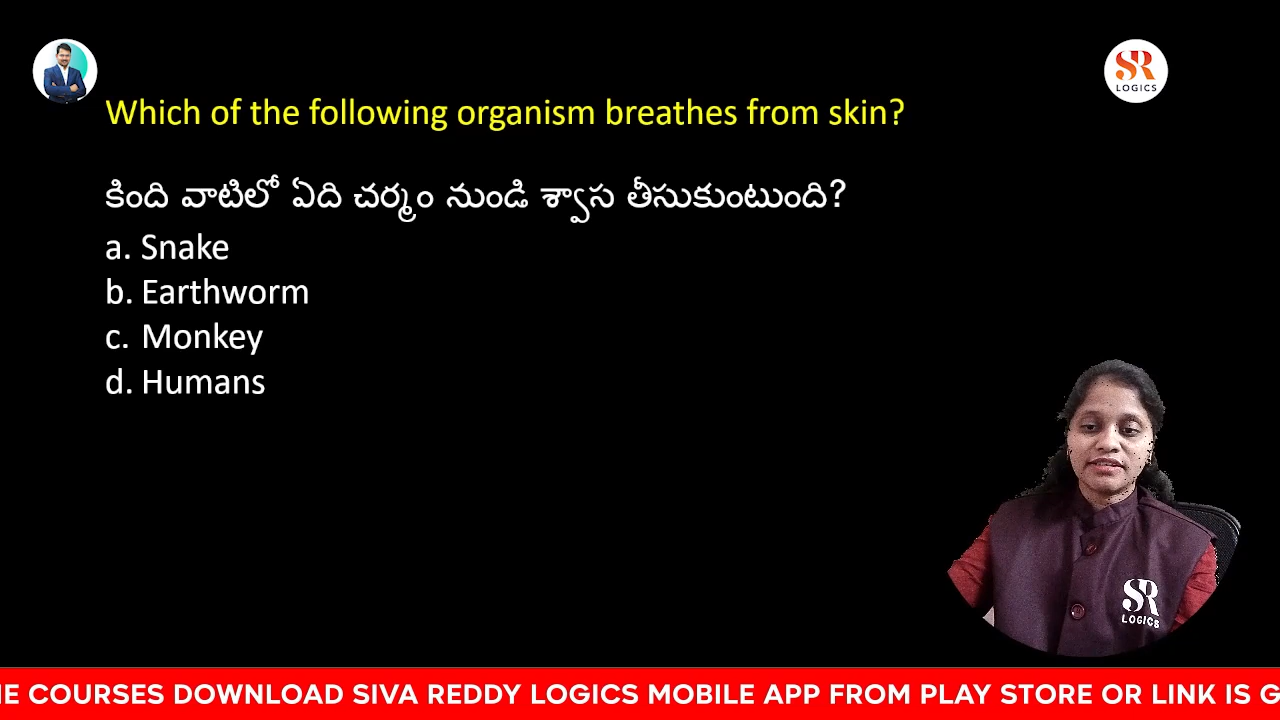 SR
LOGICS
Which of the following organism breathes from skin?
కింది వాటిలో ఏది చర్మం నుండి శ్వాస తీసుకుంటుంది?
a. Snake
b. Earthworm
c. Monkey
d. Humans
SR
LOGICS
E COURSES DOWNLOAD SIVA REDDY LOGICS MOBILE APP FROM PLAY STORE OR LINK IS G